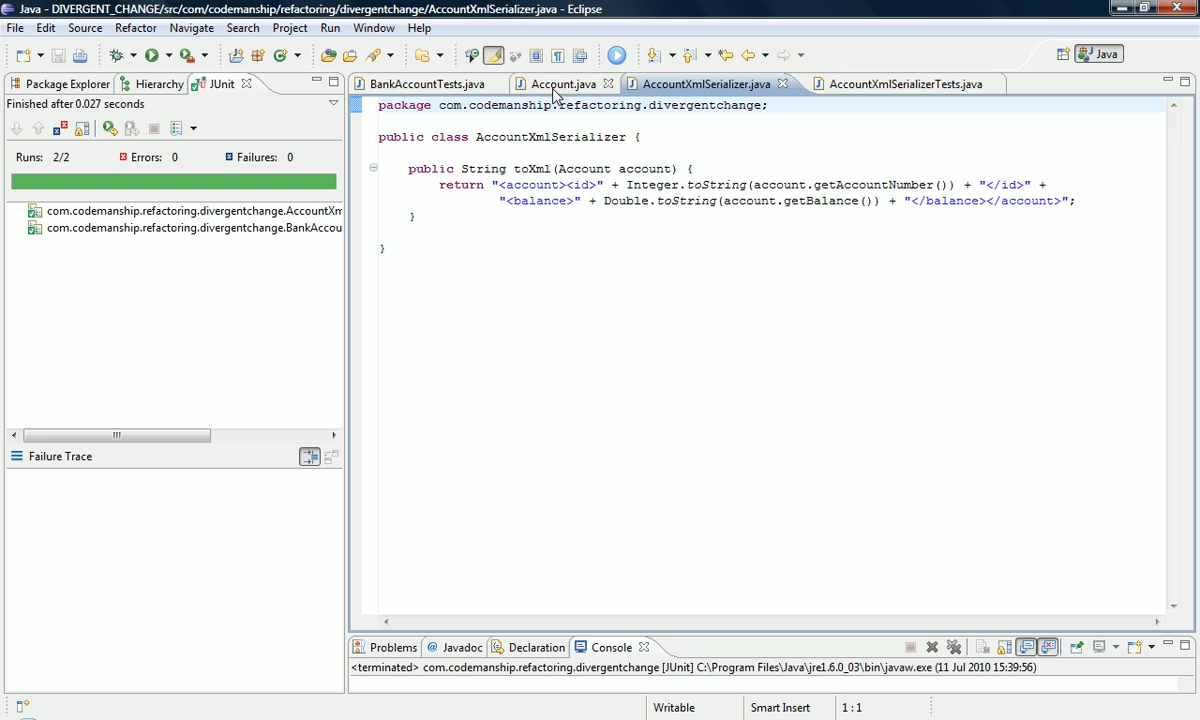 Java - DIVERGENT_CHANGE/src/com/codemanship/refactoring/divergentchange/AccountXmlSerializer.java - Eclipse
File Edit Source Refactor Navigate Search Project Run Window Help
Java
Package Explorer Hierarchy JUnit
Finished after 0.027 seconds
Runs: 2/2 Errors: 0 Failures: 0
com.codemanship.refactoring.divergentchange.AccountXm
com.codemanship.refactoring.divergentchange.BankAccou
Failure Trace
BankAccountTests.java Account.java AccountXmlSerializer.java AccountXmlSerializerTests.java
package com.codemanship.refactoring.divergentchange;
public class AccountXmlSerializer {
public String toXml(Account account) {
return "<account><id>" + Integer.toString(account.getAccountNumber()) + "</id>" +
"<balance>" + Double.toString(account.getBalance()) + "</balance></account>";
}
}
Problems @ Javadoc Declaration Console
<terminated> com.codemanship.refactoring.divergentchange [JUnit] C:\Program Files\Java\jre1.6.0_03\bin\javaw.exe (11 Jul 2010 15:39:56)
Writable Smart Insert 1 : 1